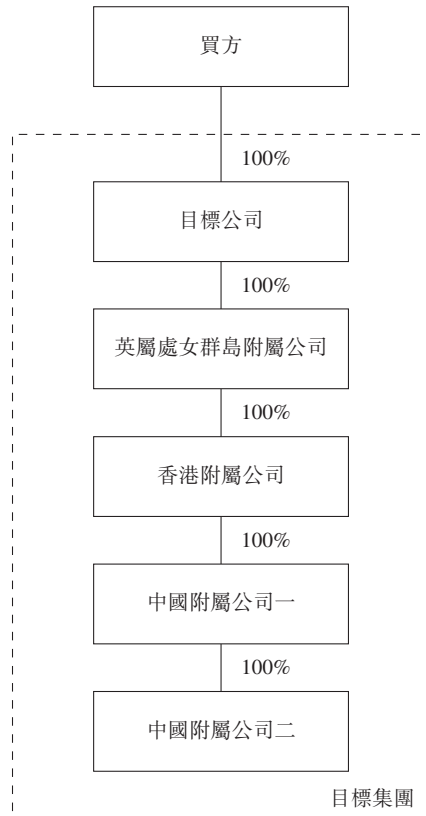 買方
100%
目標公司
100%
英屬處女群島附屬公司
100%
香港附屬公司
100%
中國附屬公司一
100%
中國附屬公司二
目標集團